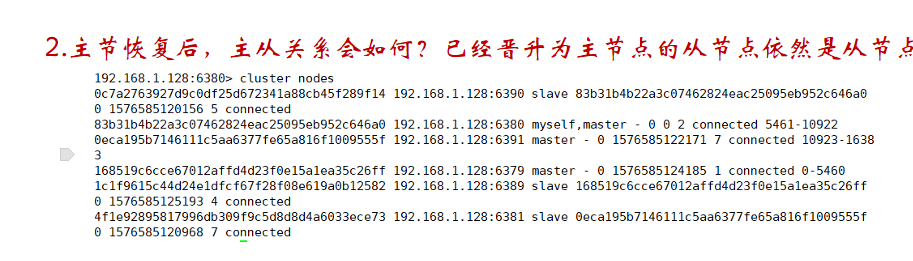 2.主节恢复后，主从关系会如何？已经晋升为主节点的从节点依然是从节点
192.168.1.128:6380> cluster nodes
0c7a2763927d9c0df25d672341a88cb45f289f14 192.168.1.128:6390 slave 83b31b4b22a3c07462824eac25095eb952c646a0
0 1576585120156 5 connected
83b31b4b22a3c07462824eac25095eb952c646a0 192.168.1.128:6380 myself,master - 0 0 2 connected 5461-10922
0eca195b7146111c5aa6377fe65a816f1009555f 192.168.1.128:6391 master - 0 1576585122171 7 connected 10923-1638
3
168519c6cce67012affd4d23f0e15a1ea35c26ff 192.168.1.128:6379 master - 0 1576585124185 1 connected 0-5460
1c1f9615c44d24e1dfcf67f28f08e619a0b12582 192.168.1.128:6389 slave 168519c6cce67012affd4d23f0e15a1ea35c26ff
0 1576585125193 4 connected
4f1e92895817996db309f9c5d8d8d4a6033ece73 192.168.1.128:6381 slave 0eca195b7146111c5aa6377fe65a816f1009555f
0 1576585120968 7 connected